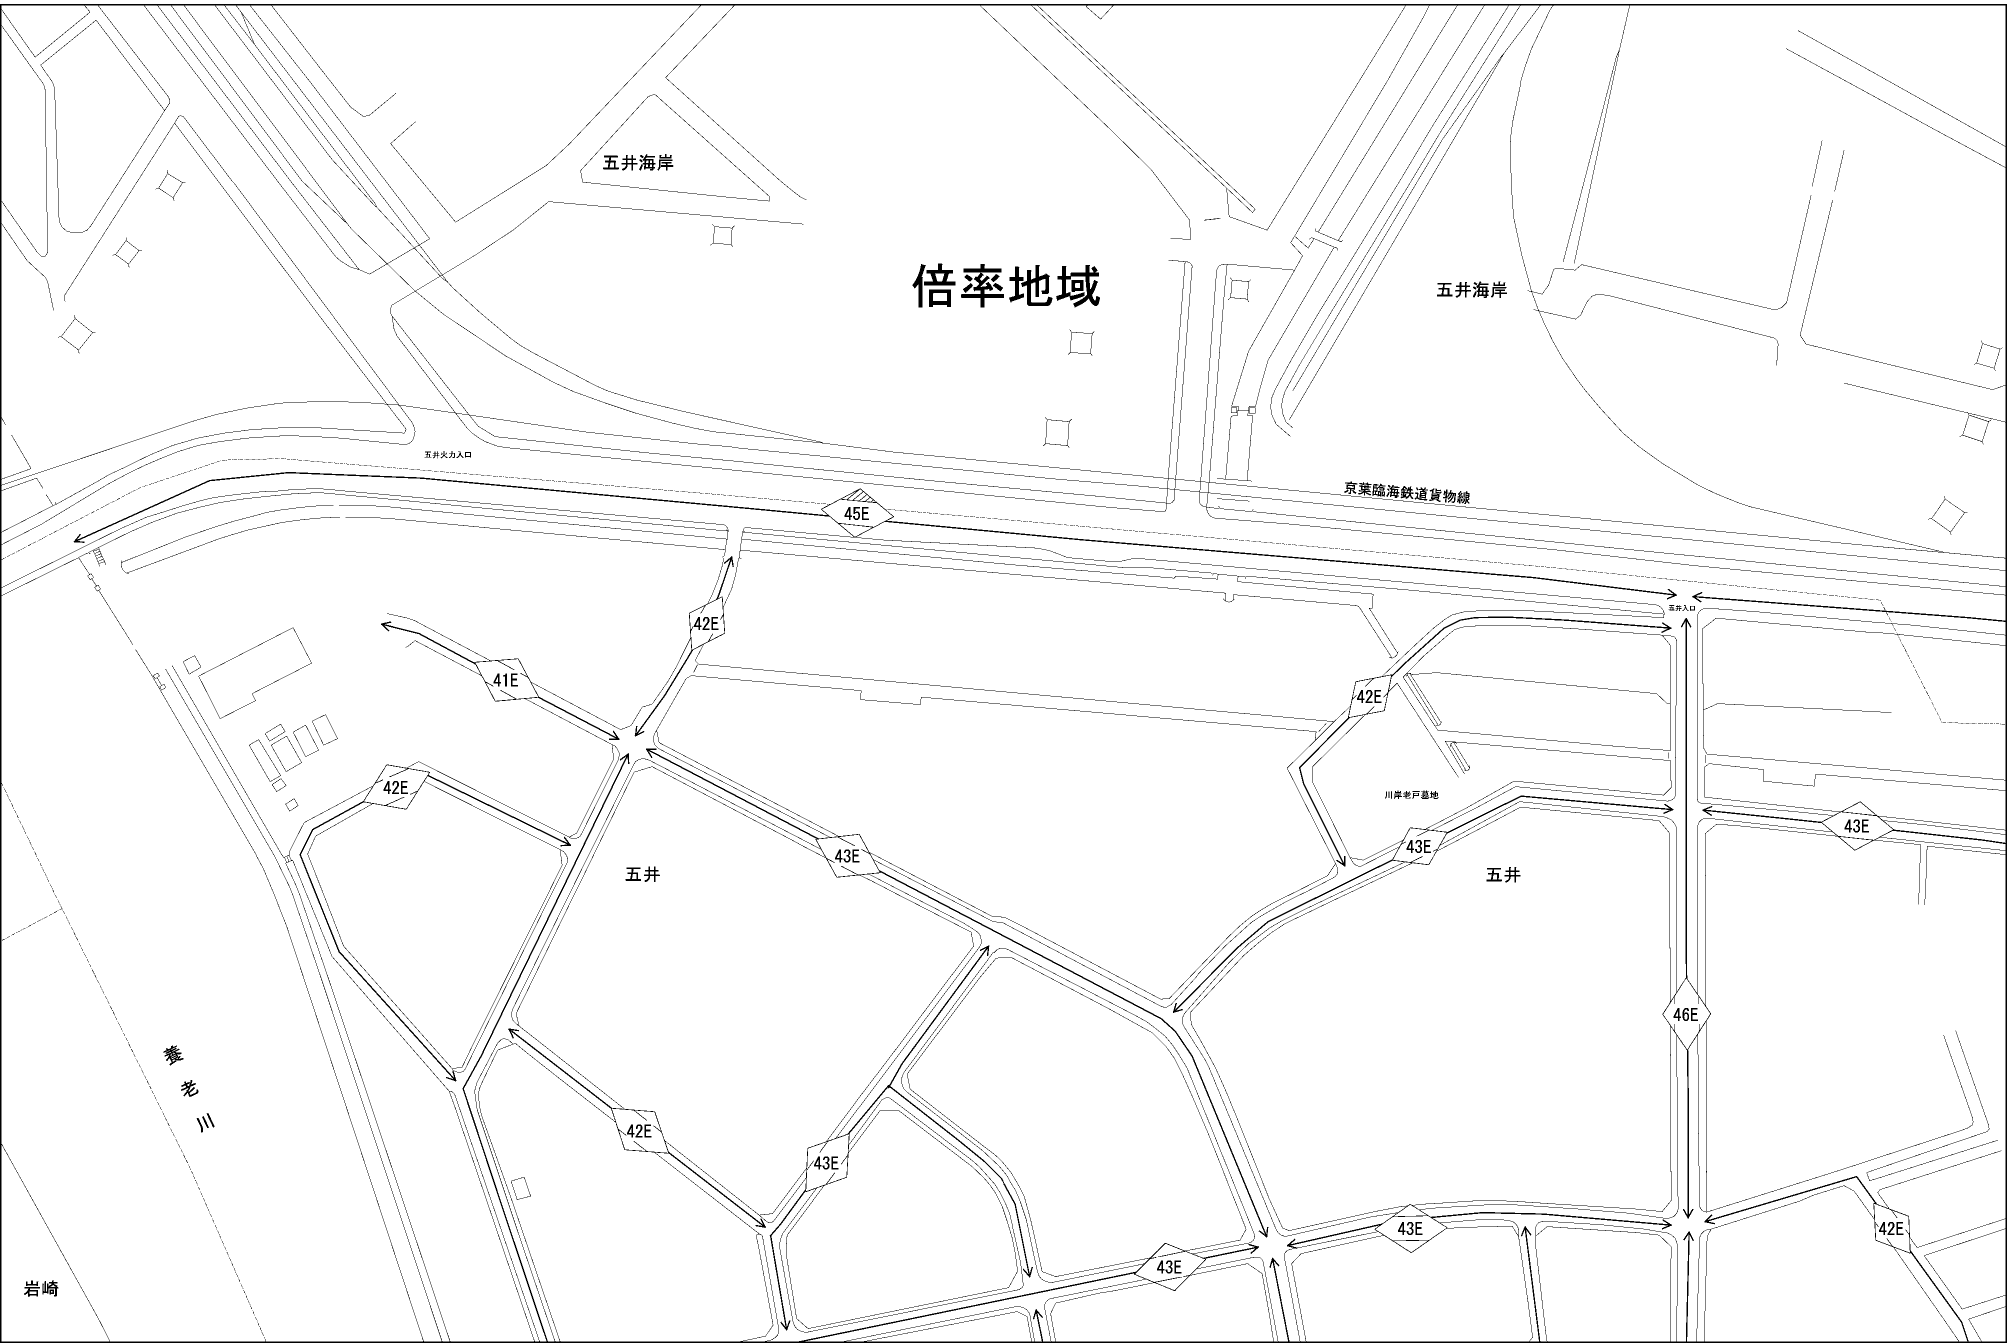 五井海岸
倍率地域
五井海岸
五井火力入口
京葉臨海鉄道貨物線
45E
五井入口
42E
41E
42E
42E
川岸老戸墓地
43E
43E
43E
五井
五井
46E
養老川
42E
43E
43E
42E
43E
岩崎